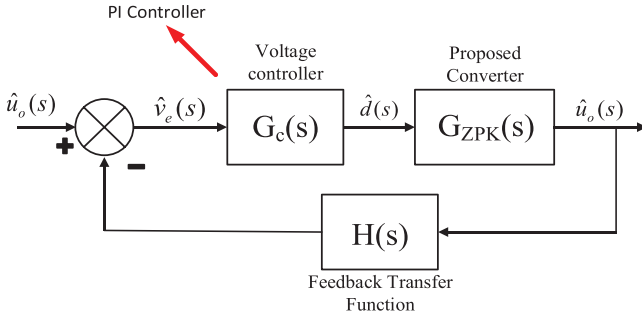 PI Controller
Voltage
controller
Proposed
Converter
û_o(s)
v̂_e(s)
G_c(s)
d̂(s)
G_ZPK(s)
û_o(s)
+
−
H(s)
Feedback Transfer
Function